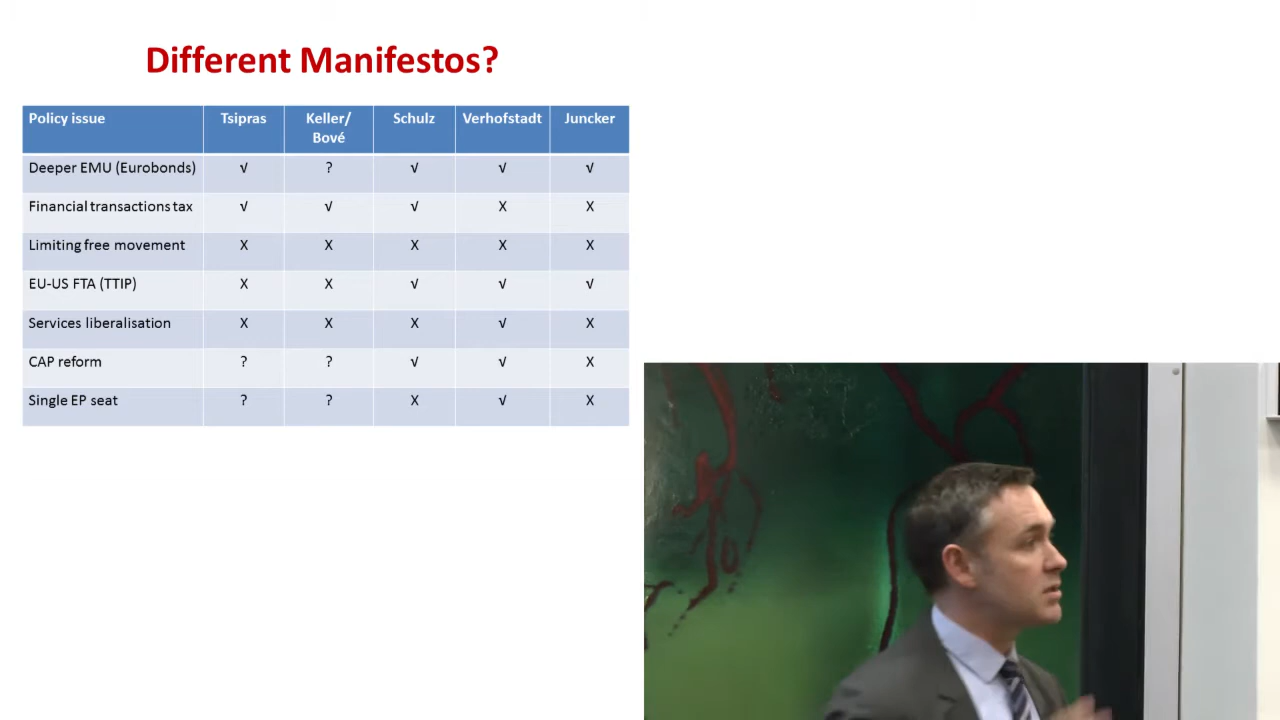 Different Manifestos?
Policy issue Tsipras Keller/ Bové Schulz Verhofstadt Juncker
Deeper EMU (Eurobonds) √ ? √ √ √
Financial transactions tax √ √ √ X X
Limiting free movement X X X X X
EU-US FTA (TTIP) X X √ √ √
Services liberalisation X X X √ X
CAP reform ? ? √ √ X
Single EP seat ? ? X √ X